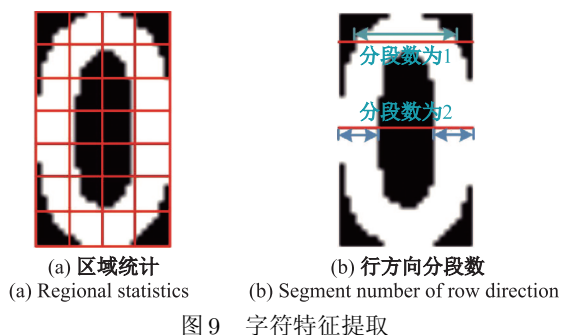 分段数为1
分段数为2
(a) 区域统计
(a) Regional statistics
(b) 行方向分段数
(b) Segment number of row direction
图9 字符特征提取